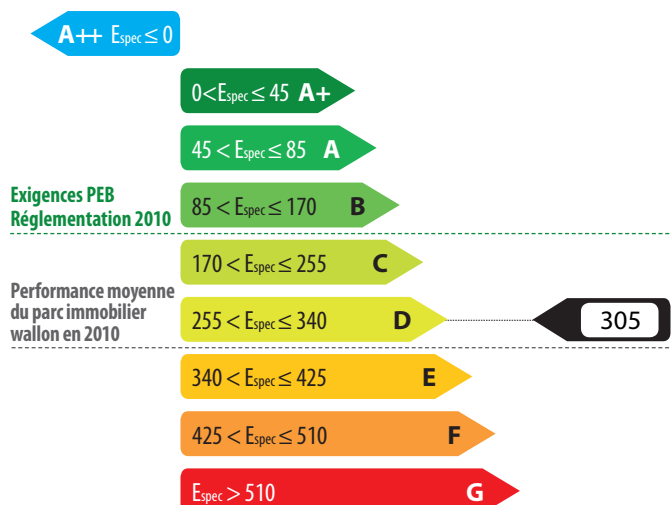 A++ Espec ≤ 0
0<Espec ≤ 45 A+
45 < Espec ≤ 85 A
Exigences PEB
Réglementation 2010
85 < Espec ≤ 170 B
170 < Espec ≤ 255 C
Performance moyenne
du parc immobilier
wallon en 2010
255 < Espec ≤ 340 D
305
340 < Espec ≤ 425 E
425 < Espec ≤ 510 F
Espec > 510 G